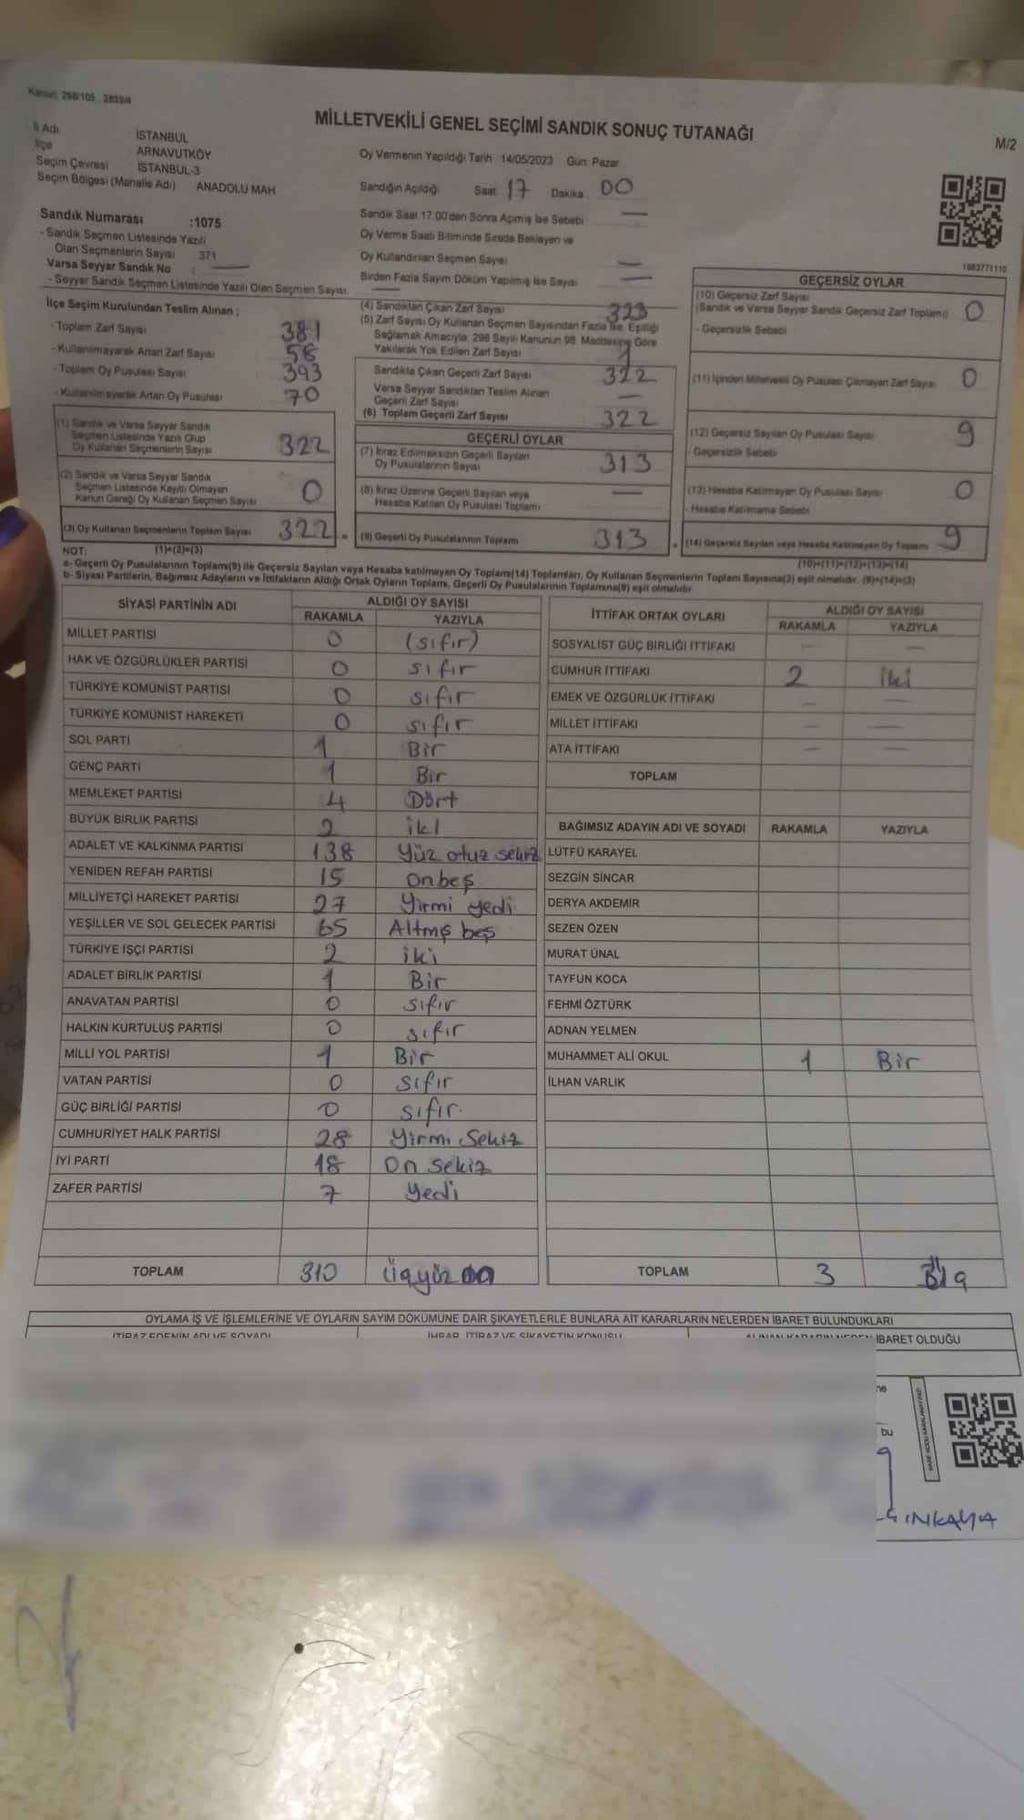 Kanun: 298/105 2839/4
MİLLETVEKİLİ GENEL SEÇİMİ SANDIK SONUÇ TUTANAĞI
M/2
İl Adı İSTANBUL
İlçe ARNAVUTKÖY
Seçim Çevresi İSTANBUL-3
Seçim Bölgesi (Mahalle Adı) ANADOLU MAH
Oy Vermenin Yapıldığı Tarih 14/05/2023 Gün: Pazar
Sandığın Açıldığı Saat 17 Dakika 00
Sandık Saat 17.00'den Sonra Açılmış İse Sebebi —
Oy Verme Saati Bitiminde Sırada Bekleyen ve
Oy Kullandırılan Seçmen Sayısı —
Birden Fazla Sayım Döküm Yapılmış İse Sayısı —
Sandık Numarası :1075
- Sandık Seçmen Listesinde Yazılı
Olan Seçmenlerin Sayısı 371
Varsa Seyyar Sandık No : —
- Seyyar Sandık Seçmen Listesinde Yazılı Olan Seçmen Sayısı —
İlçe Seçim Kurulundan Teslim Alınan ;
- Toplam Zarf Sayısı 381
- Kullanılmayarak Artan Zarf Sayısı 58
- Toplam Oy Pusulası Sayısı 393
- Kullanılmayarak Artan Oy Pusulası 70
(1) Sandık ve Varsa Seyyar Sandık
Seçmen Listesinde Yazılı Olup
Oy Kullanan Seçmenlerin Sayısı 322
(2) Sandık ve Varsa Seyyar Sandık
Seçmen Listesinde Kayıtlı Olmayan
Kanun Gereği Oy Kullanan Seçmen Sayısı 0
(3) Oy Kullanan Seçmenlerin Toplam Sayısı 322
(4) Sandıktan Çıkan Zarf Sayısı 323
(5) Zarf Sayısı Oy Kullanan Seçmen Sayısından Fazla İse, Eşitliği
Sağlamak Amacıyla, 298 Sayılı Kanunun 98. Maddesine Göre
Yakılarak Yok Edilen Zarf Sayısı 1
Sandıkta Çıkan Geçerli Zarf Sayısı 322
Varsa Seyyar Sandıktan Teslim Alınan
Geçerli Zarf Sayısı —
(6) Toplam Geçerli Zarf Sayısı 322
GEÇERLİ OYLAR
(7) İtiraz Edilmeksizin Geçerli Sayılan
Oy Pusulalarının Sayısı 313
(8) İtiraz Üzerine Geçerli Sayılan veya
Hesaba Katılan Oy Pusulası Toplamı —
(9) Geçerli Oy Pusulalarının Toplamı 313
1883771110
GEÇERSİZ OYLAR
(10) Geçersiz Zarf Sayısı
(Sandık ve Varsa Seyyar Sandık Geçersiz Zarf Toplamı) 0
- Geçersizlik Sebebi
(11) İçinden Milletvekili Oy Pusulası Çıkmayan Zarf Sayısı 0
(12) Geçersiz Sayılan Oy Pusulası Sayısı 9
- Geçersizlik Sebebi
(13) Hesaba Katılmayan Oy Pusulası Sayısı 0
- Hesaba Katılmama Sebebi
(14) Geçersiz Sayılan veya Hesaba Katılmayan Oy Toplamı 9
NOT: (1)+(2)=(3)
(10)+(11)+(12)+(13)=(14)
a- Geçerli Oy Pusulalarının Toplamı(9) ile Geçersiz Sayılan veya Hesaba katılmayan Oy Toplamı(14) Toplamları, Oy Kullanan Seçmenlerin Toplam Sayısına(3) eşit olmalıdır. (9)+(14)=(3)
b- Siyasi Partilerin, Bağımsız Adayların ve İttifakların Aldığı Ortak Oyların Toplamı, Geçerli Oy Pusulalarının Toplamına(9) eşit olmalıdır.
SİYASİ PARTİNİN ADI ALDIĞI OY SAYISI
RAKAMLA YAZIYLA
MİLLET PARTİSİ 0 (sıfır)
HAK VE ÖZGÜRLÜKLER PARTİSİ 0 sıfır
TÜRKİYE KOMÜNİST PARTİSİ 0 sıfır
TÜRKİYE KOMÜNİST HAREKETİ 0 sıfır
SOL PARTİ 1 Bir
GENÇ PARTİ 1 Bir
MEMLEKET PARTİSİ 4 Dört
BÜYÜK BİRLİK PARTİSİ 2 iki
ADALET VE KALKINMA PARTİSİ 138 Yüz otuz sekiz
YENİDEN REFAH PARTİSİ 15 onbeş
MİLLİYETÇİ HAREKET PARTİSİ 27 Yirmi yedi
YEŞİLLER VE SOL GELECEK PARTİSİ 65 Altmış beş
TÜRKİYE İŞÇİ PARTİSİ 2 iki
ADALET BİRLİK PARTİSİ 1 Bir
ANAVATAN PARTİSİ 0 sıfır
HALKIN KURTULUŞ PARTİSİ 0 sıfır
MİLLİ YOL PARTİSİ 1 Bir
VATAN PARTİSİ 0 sıfır
GÜÇ BİRLİĞİ PARTİSİ 0 sıfır
CUMHURİYET HALK PARTİSİ 28 Yirmi Sekiz
İYİ PARTİ 18 On sekiz
ZAFER PARTİSİ 7 Yedi
TOPLAM 310 Üçyüz on
İTTİFAK ORTAK OYLARI ALDIĞI OY SAYISI
RAKAMLA YAZIYLA
SOSYALİST GÜÇ BİRLİĞİ İTTİFAKI — —
CUMHUR İTTİFAKI 2 iki
EMEK VE ÖZGÜRLÜK İTTİFAKI — —
MİLLET İTTİFAKI — —
ATA İTTİFAKI — —
TOPLAM
BAĞIMSIZ ADAYIN ADI VE SOYADI RAKAMLA YAZIYLA
LÜTFÜ KARAYEL
SEZGİN SİNCAR
DERYA AKDEMİR
SEZEN ÖZEN
MURAT ÜNAL
TAYFUN KOCA
FEHMİ ÖZTÜRK
ADNAN YELMEN
MUHAMMET ALİ OKUL 1 Bir
İLHAN VARLIK
TOPLAM 3
OYLAMA İŞ VE İŞLEMLERİNE VE OYLARIN SAYIM DÖKÜMÜNE DAİR ŞİKAYETLERLE BUNLARA AİT KARARLARIN NELERDEN İBARET BULUNDUKLARI
İTİRAZ EDENİN ADI VE SOYADI İHBAR, İTİRAZ VE ŞİKAYETİN KONUSU ALINAN KARARIN NEDEN İBARET OLDUĞU
ne
bu